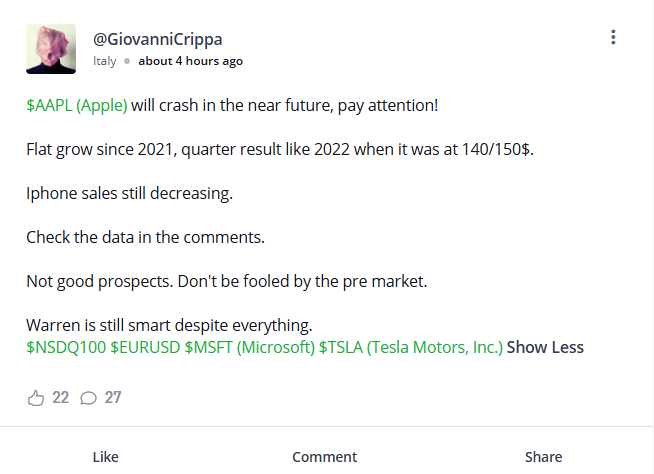 @GiovanniCrippa
Italy • about 4 hours ago
$AAPL (Apple) will crash in the near future, pay attention!
Flat grow since 2021, quarter result like 2022 when it was at 140/150$.
Iphone sales still decreasing.
Check the data in the comments.
Not good prospects. Don't be fooled by the pre market.
Warren is still smart despite everything.
$NSDQ100 $EURUSD $MSFT (Microsoft) $TSLA (Tesla Motors, Inc.) Show Less
22 27
Like Comment Share